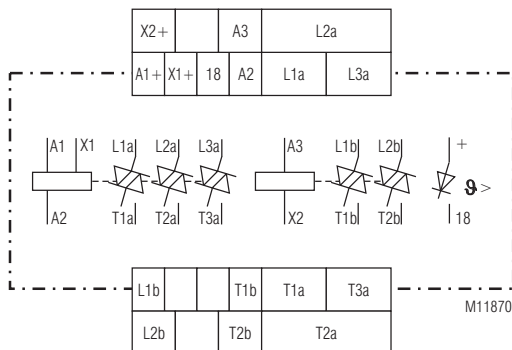 X2+ A3 L2a
A1+ X1+ 18 A2 L1a L3a
A1 X1 L1a L2a L3a A3 L1b L2b +
ϑ >
A2 T1a T2a T3a X2 T1b T2b 18
L1b T1b T1a T3a
M11870
L2b T2b T2a